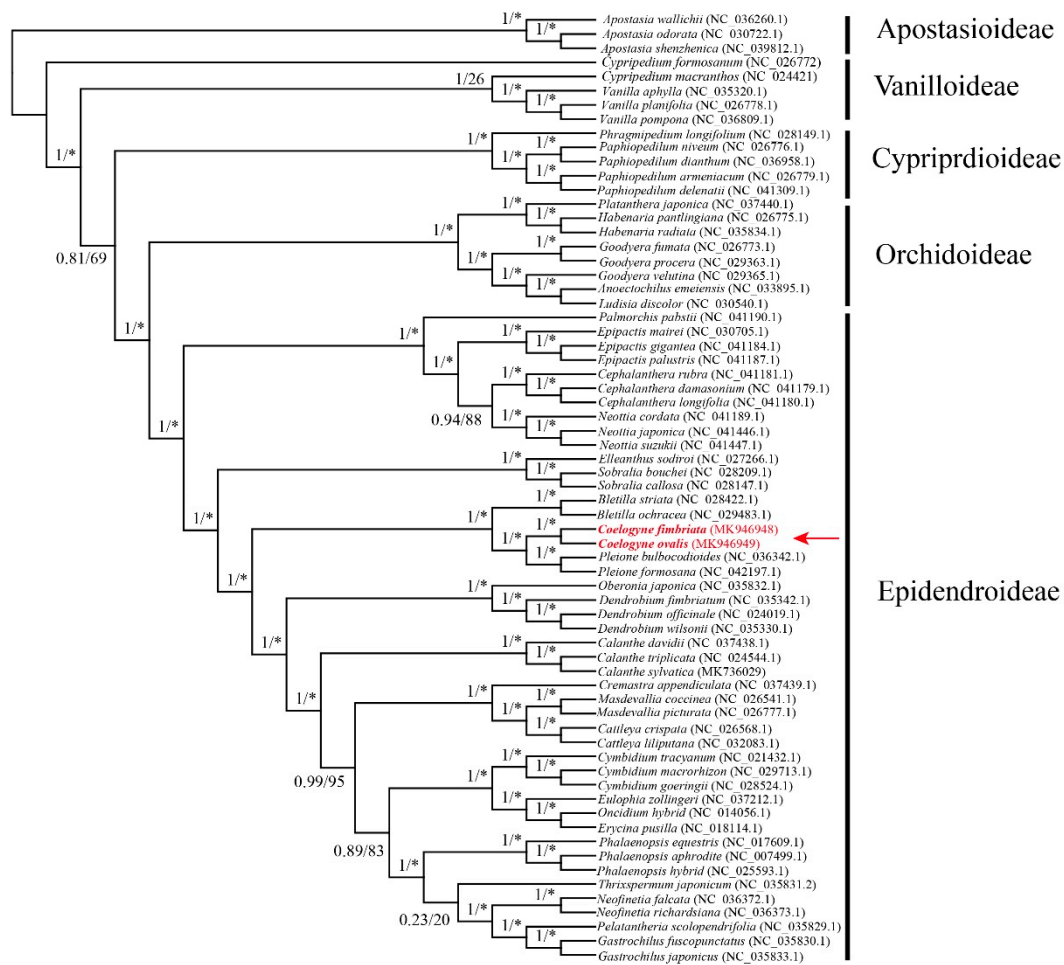 1/*
Apostasia wallichii (NC_036260.1)
1/*
Apostasia odorata (NC_030722.1)
Apostasia shenzhenica (NC_039812.1)
Apostasioideae
Cypripedium formosanum (NC_026772)
1/26
Cypripedium macranthos (NC_024421)
1/*
Vanilla aphylla (NC_035320.1)
1/*
Vanilla planifolia (NC_026778.1)
Vanilla pompona (NC_036809.1)
Vanilloideae
1/*
1/*
Phragmipedium longifolium (NC_028149.1)
1/*
Paphiopedilum niveum (NC_026776.1)
1/*
Paphiopedilum dianthum (NC_036958.1)
1/*
Paphiopedilum armeniacum (NC_026779.1)
Paphiopedilum delenatii (NC_041309.1)
Cypriprdioideae
0.81/69
1/*
1/*
Platanthera japonica (NC_037440.1)
1/*
Habenaria pantlingiana (NC_026775.1)
Habenaria radiata (NC_035834.1)
1/*
1/*
Goodyera fumata (NC_026773.1)
Goodyera procera (NC_029363.1)
1/*
Goodyera velutina (NC_029365.1)
1/*
Anoectochilus emeiensis (NC_033895.1)
Ludisia discolor (NC_030540.1)
Orchidoideae
1/*
1/*
Palmorchis pabstii (NC_041190.1)
1/*
1/*
Epipactis mairei (NC_030705.1)
1/*
Epipactis gigantea (NC_041184.1)
Epipactis palustris (NC_041187.1)
0.94/88
1/*
Cephalanthera rubra (NC_041181.1)
1/*
Cephalanthera damasonium (NC_041179.1)
Cephalanthera longifolia (NC_041180.1)
1/*
Neottia cordata (NC_041189.1)
1/*
Neottia japonica (NC_041446.1)
Neottia suzukii (NC_041447.1)
1/*
1/*
Elleanthus sodiroi (NC_027266.1)
1/*
Sobralia bouchei (NC_028209.1)
Sobralia callosa (NC_028147.1)
1/*
1/*
1/*
Bletilla striata (NC_028422.1)
Bletilla ochracea (NC_029483.1)
1/*
1/*
Coelogyne fimbriata (MK946948)
Coelogyne ovalis (MK946949)
1/*
Pleione bulbocodioides (NC_036342.1)
Pleione formosana (NC_042197.1)
1/*
1/*
Oberonia japonica (NC_035832.1)
1/*
Dendrobium fimbriatum (NC_035342.1)
1/*
Dendrobium officinale (NC_024019.1)
Dendrobium wilsonii (NC_035330.1)
1/*
1/*
Calanthe davidii (NC_037438.1)
1/*
Calanthe triplicata (NC_024544.1)
Calanthe sylvatica (MK736029)
0.99/95
1/*
Cremastra appendiculata (NC_037439.1)
1/*
1/*
Masdevallia coccinea (NC_026541.1)
Masdevallia picturata (NC_026777.1)
1/*
Cattleya crispata (NC_026568.1)
Cattleya liliputana (NC_032083.1)
0.89/83
1/*
1/*
Cymbidium tracyanum (NC_021432.1)
1/*
Cymbidium macrorhizon (NC_029713.1)
Cymbidium goeringii (NC_028524.1)
1/*
Eulophia zollingeri (NC_037212.1)
1/*
Oncidium hybrid (NC_014056.1)
Erycina pusilla (NC_018114.1)
1/*
1/*
Phalaenopsis equestris (NC_017609.1)
1/*
Phalaenopsis aphrodite (NC_007499.1)
Phalaenopsis hybrid (NC_025593.1)
0.23/20
Thrixspermum japonicum (NC_035831.2)
1/*
1/*
Neofinetia falcata (NC_036372.1)
Neofinetia richardsiana (NC_036373.1)
1/*
Pelatantheria scolopendrifolia (NC_035829.1)
1/*
Gastrochilus fuscopunctatus (NC_035830.1)
Gastrochilus japonicus (NC_035833.1)
Epidendroideae